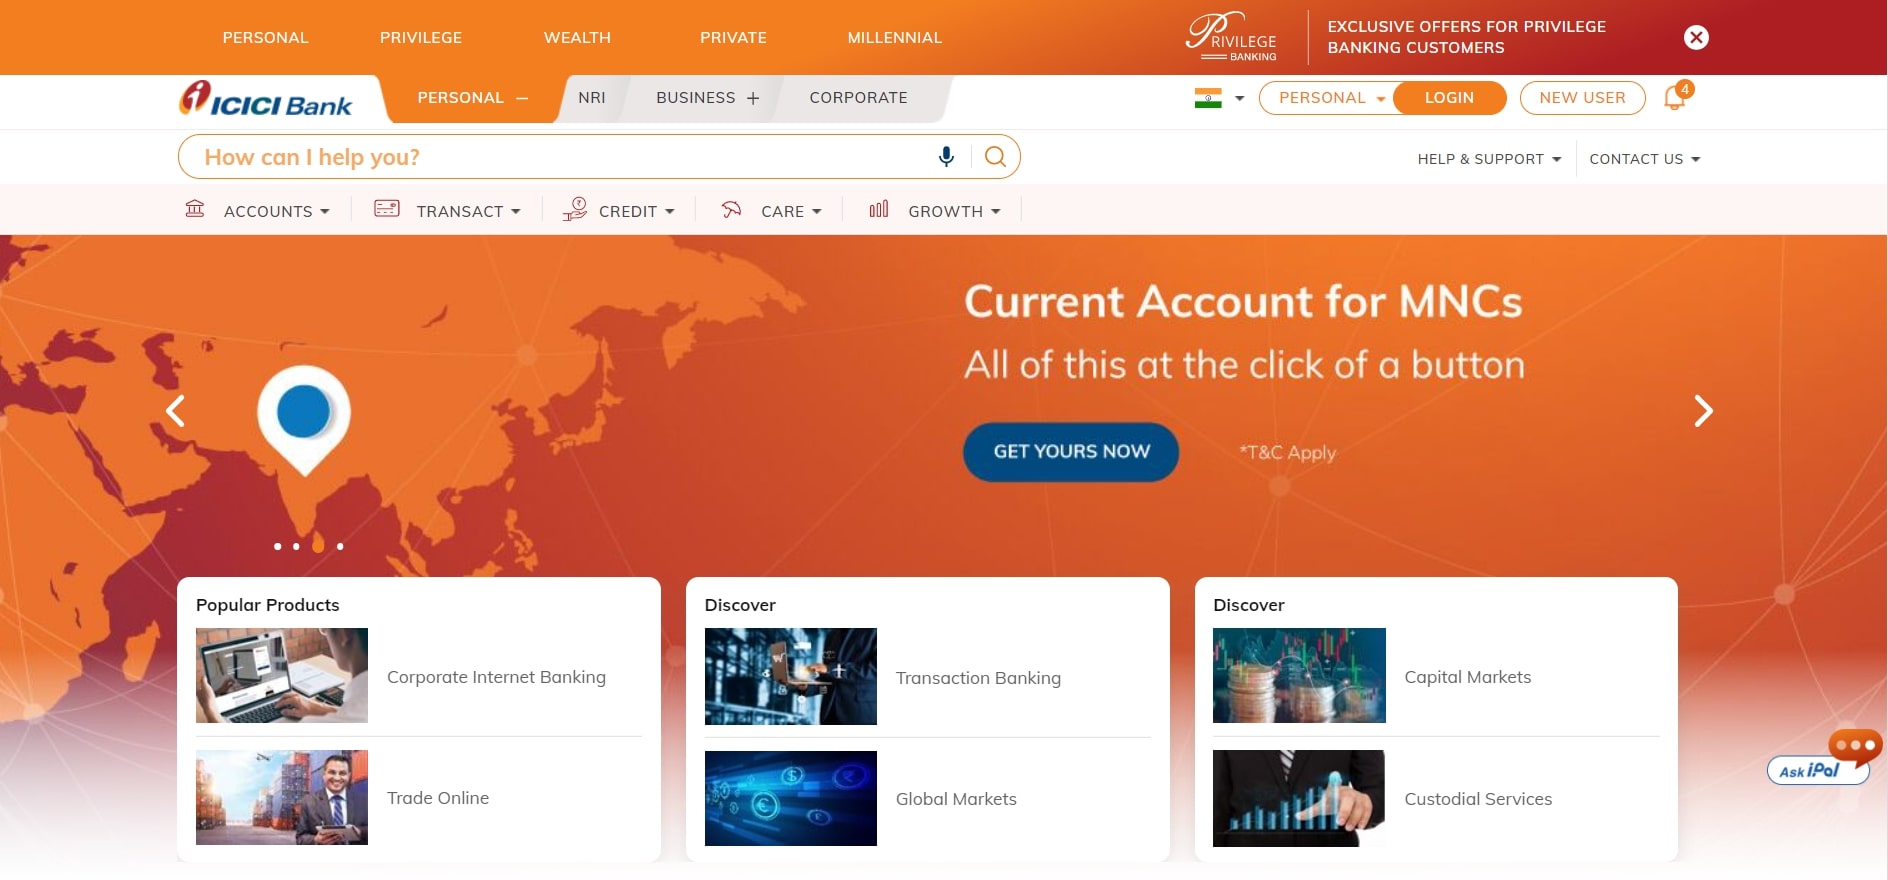 PERSONAL
PRIVILEGE
WEALTH
PRIVATE
MILLENNIAL
PRIVILEGE
BANKING
EXCLUSIVE OFFERS FOR PRIVILEGE
BANKING CUSTOMERS
ICICI Bank
PERSONAL
NRI
BUSINESS
CORPORATE
PERSONAL
LOGIN
NEW USER
4
How can I help you?
HELP & SUPPORT
CONTACT US
ACCOUNTS
TRANSACT
CREDIT
CARE
GROWTH
Current Account for MNCs
All of this at the click of a button
GET YOURS NOW
*T&C Apply
Popular Products
Corporate Internet Banking
Trade Online
Discover
Transaction Banking
Global Markets
Discover
Capital Markets
Custodial Services
Ask iPal